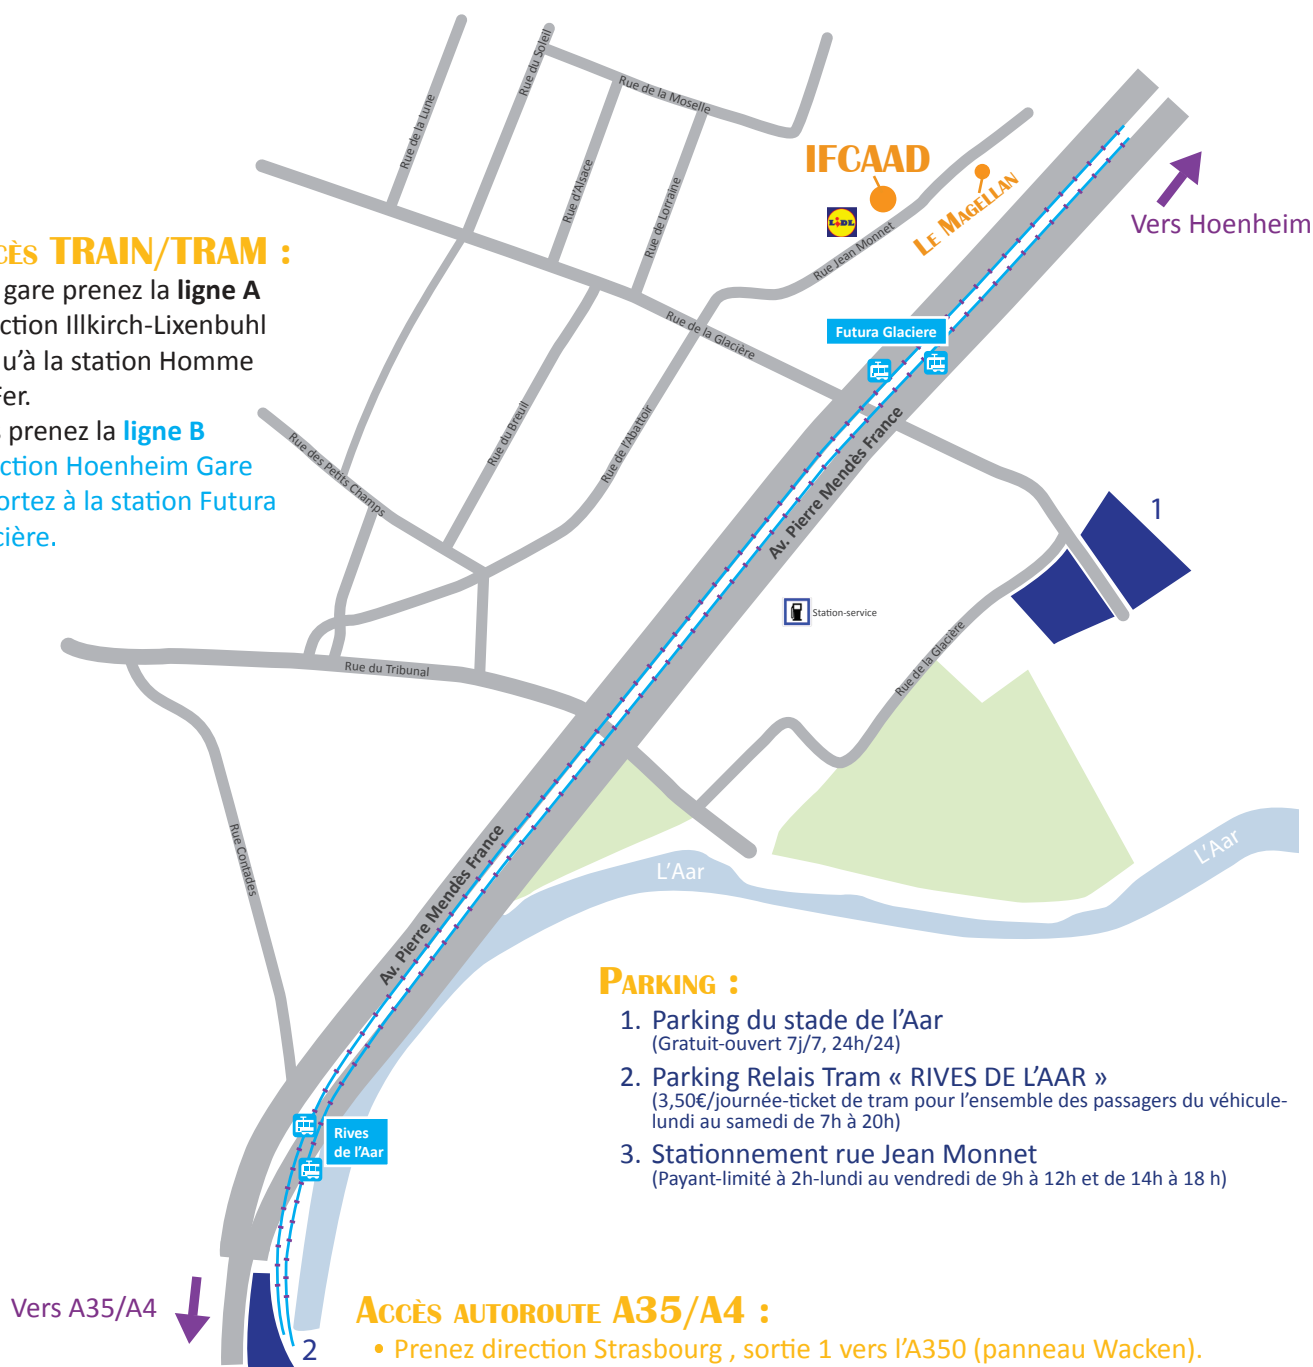 Rue du Soleil
Rue de la Moselle
Rue de la Lune
Rue d'Alsace
Rue de Lorraine
IFCAAD
LE MAGELLAN
LIDL
Rue Jean Monnet
Vers Hoenheim
CÈS TRAIN/TRAM :
gare prenez la ligne A
ction Illkirch-Lixenbuhl
u'à la station Homme
Fer.
s prenez la ligne B
ction Hoenheim Gare
ortez à la station Futura
cière.
Rue de la Glacière
Futura Glaciere
Rue du Breuil
Rue de l'Abattoir
Rue des Petits Champs
Av. Pierre Mendès France
1
Station-service
Rue de la Glacière
Rue du Tribunal
Rue Contades
Av. Pierre Mendès France
L'Aar
L'Aar
PARKING :
1. Parking du stade de l'Aar
(Gratuit-ouvert 7j/7, 24h/24)
2. Parking Relais Tram « RIVES DE L'AAR »
(3,50€/journée-ticket de tram pour l'ensemble des passagers du véhicule-
lundi au samedi de 7h à 20h)
3. Stationnement rue Jean Monnet
(Payant-limité à 2h-lundi au vendredi de 9h à 12h et de 14h à 18 h)
Rives
de l'Aar
Vers A35/A4
2
ACCÈS AUTOROUTE A35/A4 :
• Prenez direction Strasbourg , sortie 1 vers l'A350 (panneau Wacken).